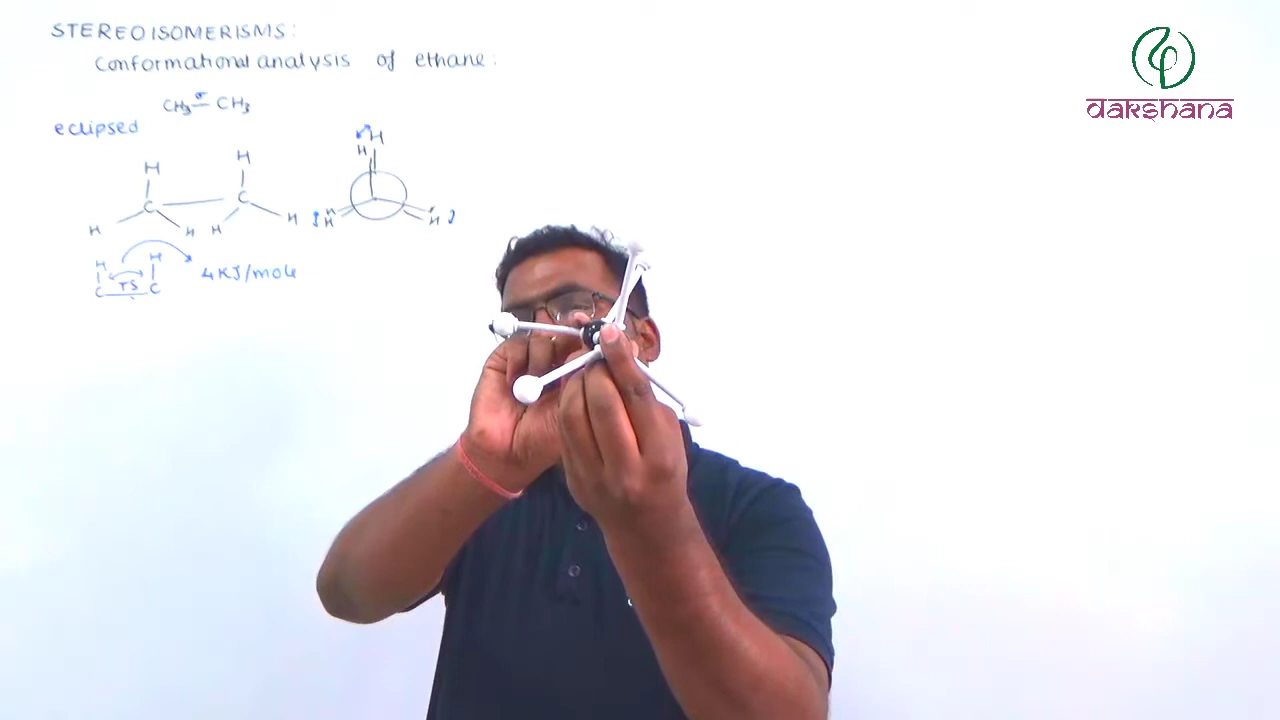 STEREOISOMERISMS:
Conformational analysis of ethane:
CH3 σ— CH3
eclipsed
H H H
H
C C
H H H H H H
H H
H H
TS
C C
4KJ/mole
dakshana